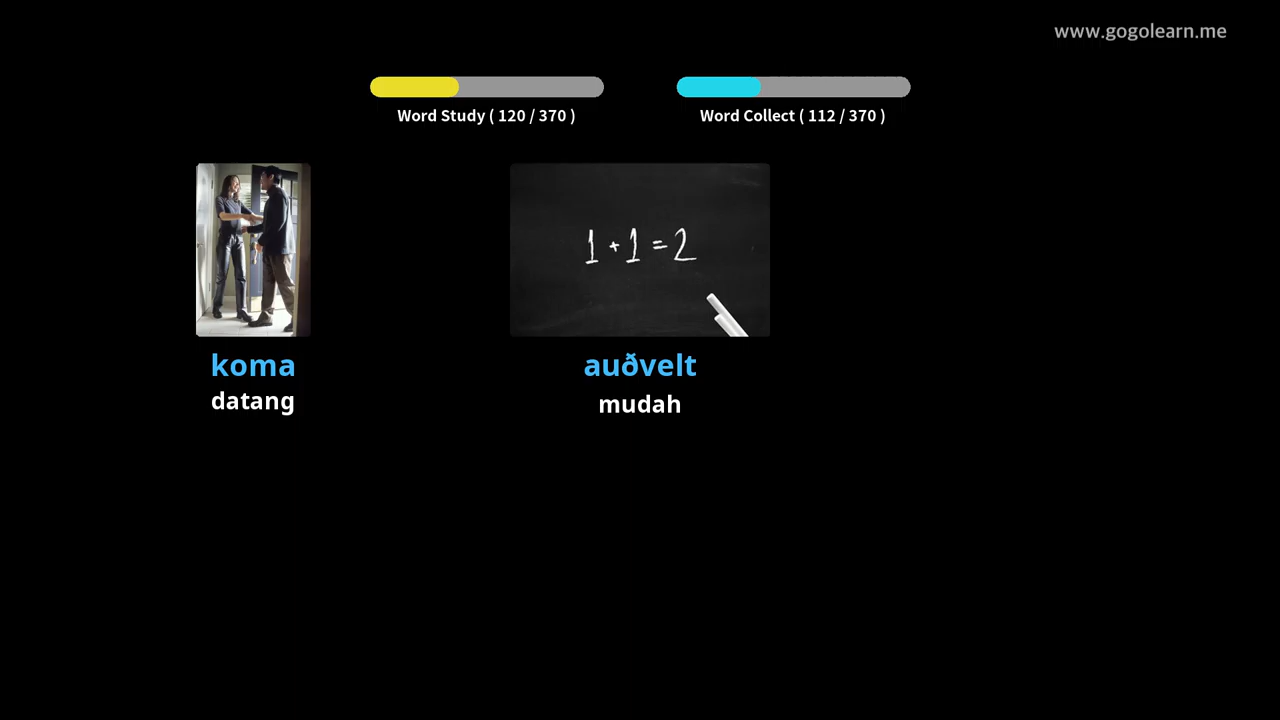 www.gogolearn.me
Word Study ( 120 / 370 )
Word Collect ( 112 / 370 )
1 + 1 = 2
koma
datang
auðvelt
mudah